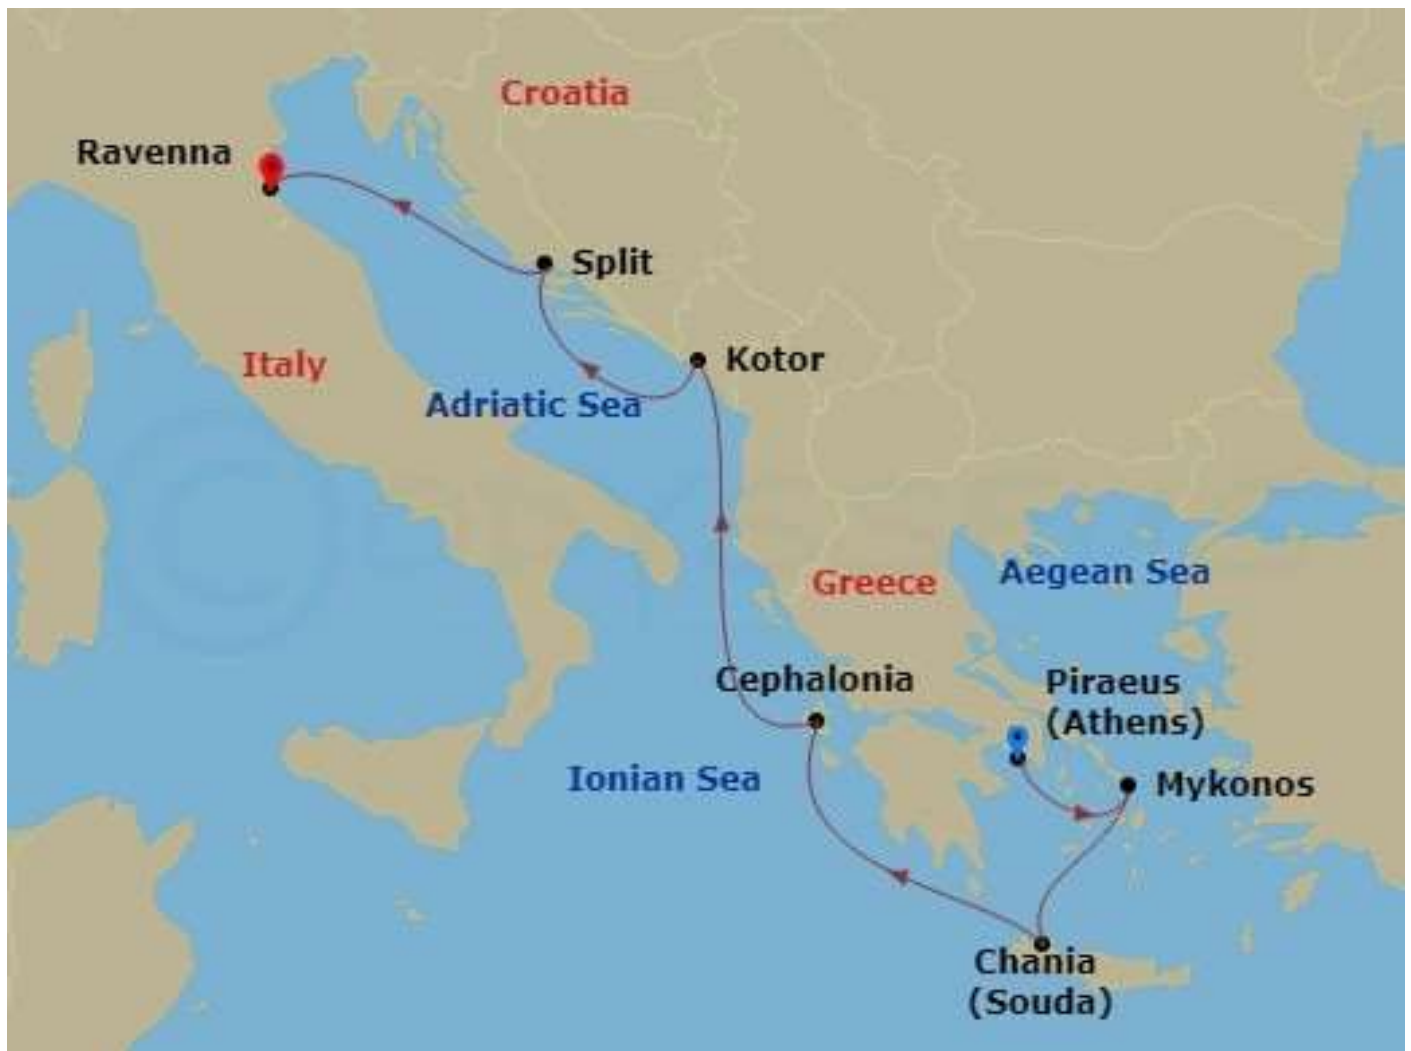 Croatia
Ravenna
Split
Italy
Kotor
Adriatic Sea
Aegean Sea
Greece
Cephalonia
Piraeus
(Athens)
Ionian Sea
Mykonos
Chania
(Souda)